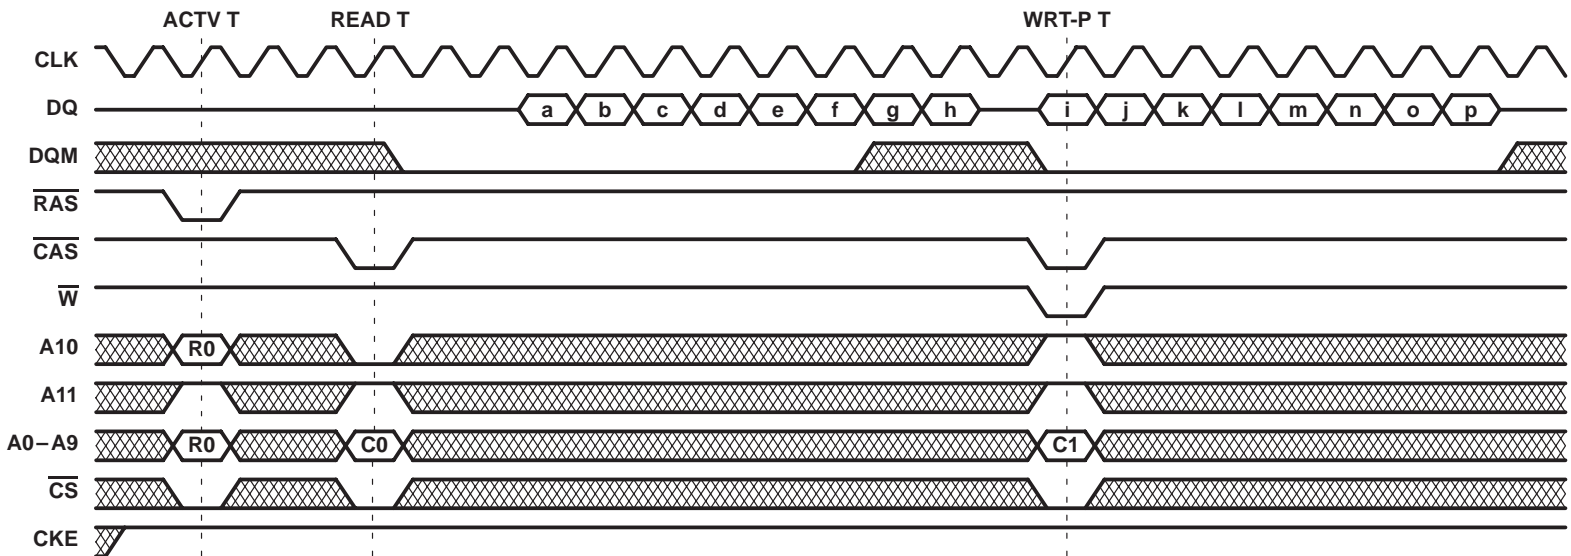 ACTV T READ T WRT-P T
CLK
DQ a b c d e f g h i j k l m n o p
DQM
RAS
CAS
W
A10 R0
A11
A0–A9 R0 C0 C1
CS
CKE